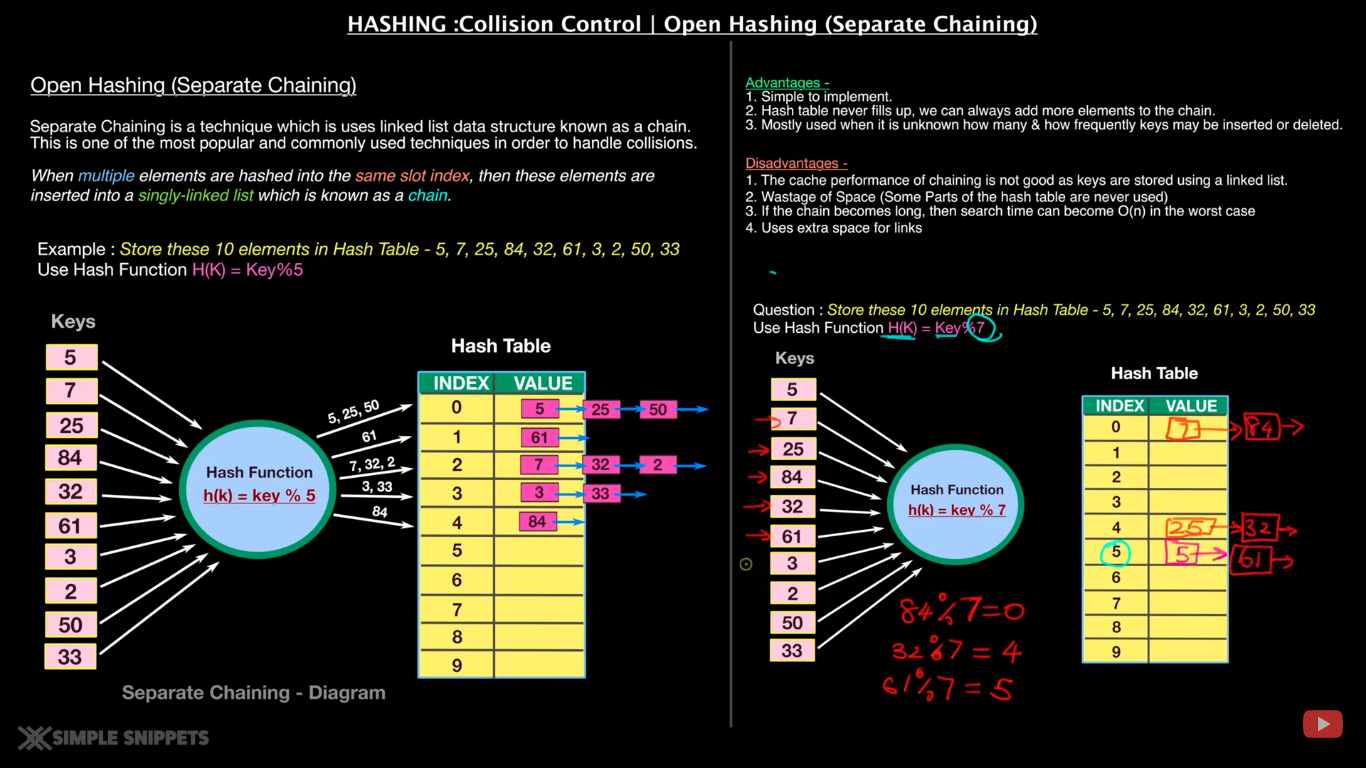 HASHING :Collision Control | Open Hashing (Separate Chaining)
Open Hashing (Separate Chaining)
Separate Chaining is a technique which is uses linked list data structure known as a chain.
This is one of the most popular and commonly used techniques in order to handle collisions.
When multiple elements are hashed into the same slot index, then these elements are
inserted into a singly-linked list which is known as a chain.
Example : Store these 10 elements in Hash Table - 5, 7, 25, 84, 32, 61, 3, 2, 50, 33
Use Hash Function H(K) = Key%5
Keys
5
7
25
84
32
61
3
2
50
33
Hash Function
h(k) = key % 5
5, 25, 50
61
7, 32, 2
3, 33
84
Hash Table
INDEX VALUE
0 5 25 50
1 61
2 7 32 2
3 3 33
4 84
5
6
7
8
9
Separate Chaining - Diagram
SIMPLE SNIPPETS
Advantages -
1. Simple to implement.
2. Hash table never fills up, we can always add more elements to the chain.
3. Mostly used when it is unknown how many & how frequently keys may be inserted or deleted.
Disadvantages -
1. The cache performance of chaining is not good as keys are stored using a linked list.
2. Wastage of Space (Some Parts of the hash table are never used)
3. If the chain becomes long, then search time can become O(n) in the worst case
4. Uses extra space for links
Question : Store these 10 elements in Hash Table - 5, 7, 25, 84, 32, 61, 3, 2, 50, 33
Use Hash Function H(K) = Key%7
Keys
5
7
25
84
32
61
3
2
50
33
Hash Function
h(k) = key % 7
84%7=0
32%7=4
61%7=5
Hash Table
INDEX VALUE
0 7 84
1
2
3
4 25 32
5 5 61
6
7
8
9